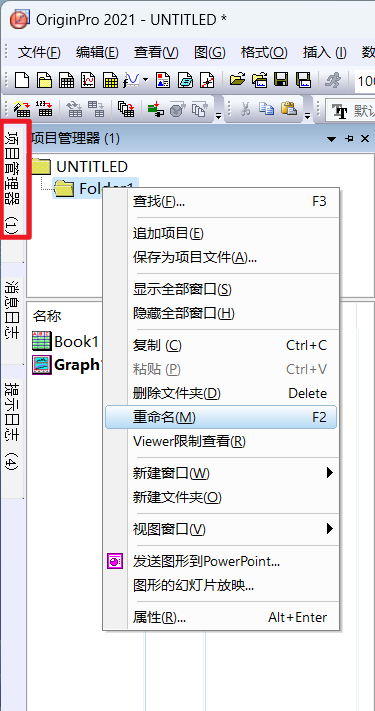 OriginPro 2021 - UNTITLED *
文件(F) 编辑(E) 查看(V) 图(G) 格式(O) 插入 (I) 数
100
默认
项目管理器 (1)
项目管理器 (1)
消息日志
提示日志 (4)
UNTITLED
Folder1
名称
Book1
Graph1
查找(F)... F3
追加项目(E)
保存为项目文件(A)...
显示全部窗口(S)
隐藏全部窗口(H)
复制 (C) Ctrl+C
粘贴 (P) Ctrl+V
删除文件夹(D) Delete
重命名(M) F2
Viewer限制查看(R)
新建窗口(W)
新建文件夹(O)
视图窗口(V)
发送图形到PowerPoint...
图形的幻灯片放映...
属性(R)... Alt+Enter